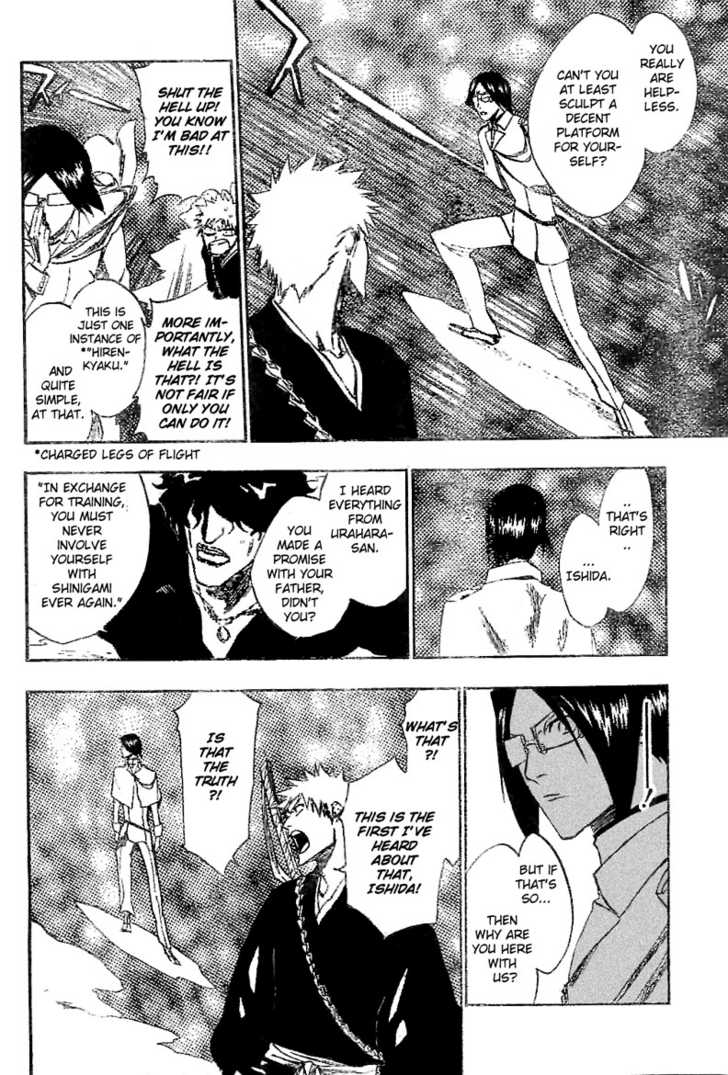 YOU
REALLY
ARE
HELP-
LESS.
CAN'T YOU
AT LEAST
SCULPT A
DECENT
PLATFORM
FOR YOUR-
SELF?
SHUT THE
HELL UP!
YOU KNOW
I'M BAD AT
THIS!!
MORE IM-
PORTANTLY,
WHAT THE
HELL IS
THAT?! IT'S
NOT FAIR IF
ONLY YOU
CAN DO IT!
THIS IS
JUST ONE
INSTANCE OF
*"HIREN-
KYAKU."
AND
QUITE
SIMPLE,
AT THAT.
*CHARGED LEGS OF FLIGHT
..
THAT'S
RIGHT
..
...
ISHIDA.
I HEARD
EVERYTHING
FROM
URAHARA-
SAN.
YOU
MADE A
PROMISE
WITH YOUR
FATHER,
DIDN'T
YOU?
"IN EXCHANGE
FOR TRAINING,
YOU MUST
NEVER
INVOLVE
YOURSELF
WITH
SHINIGAMI
EVER AGAIN."
BUT IF
THAT'S
SO...
THEN
WHY ARE
YOU HERE
WITH
US?
WHAT'S
THAT
?!
THIS IS THE
FIRST I'VE
HEARD
ABOUT
THAT,
ISHIDA!
IS
THAT
THE
TRUTH
?!